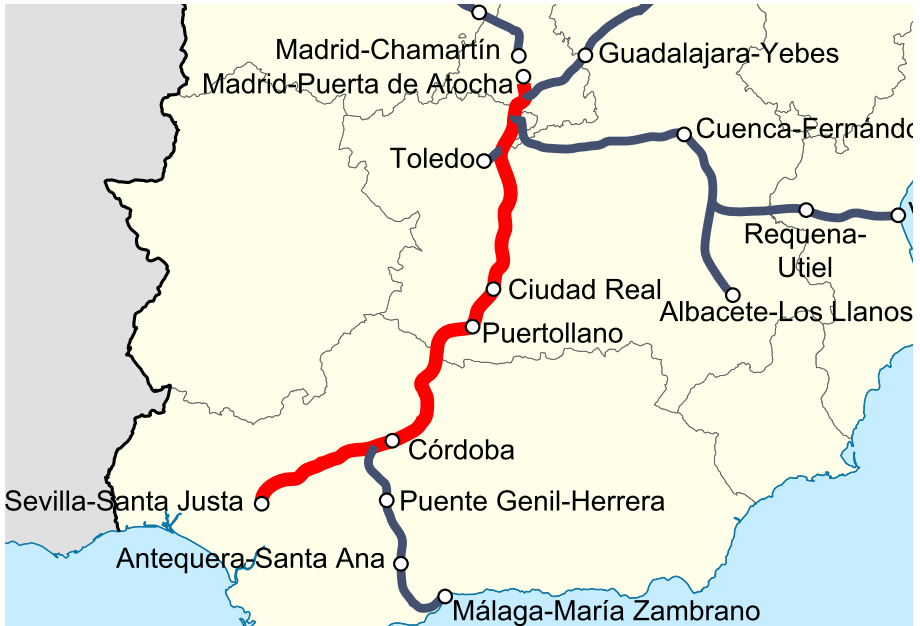 Madrid-Chamartín
Guadalajara-Yebes
Madrid-Puerta de Atocha
Cuenca-Fernándo
Toledo
V
Requena-
Utiel
Ciudad Real
Albacete-Los Llanos
Puertollano
Córdoba
Sevilla-Santa Justa
Puente Genil-Herrera
Antequera-Santa Ana
Málaga-María Zambrano